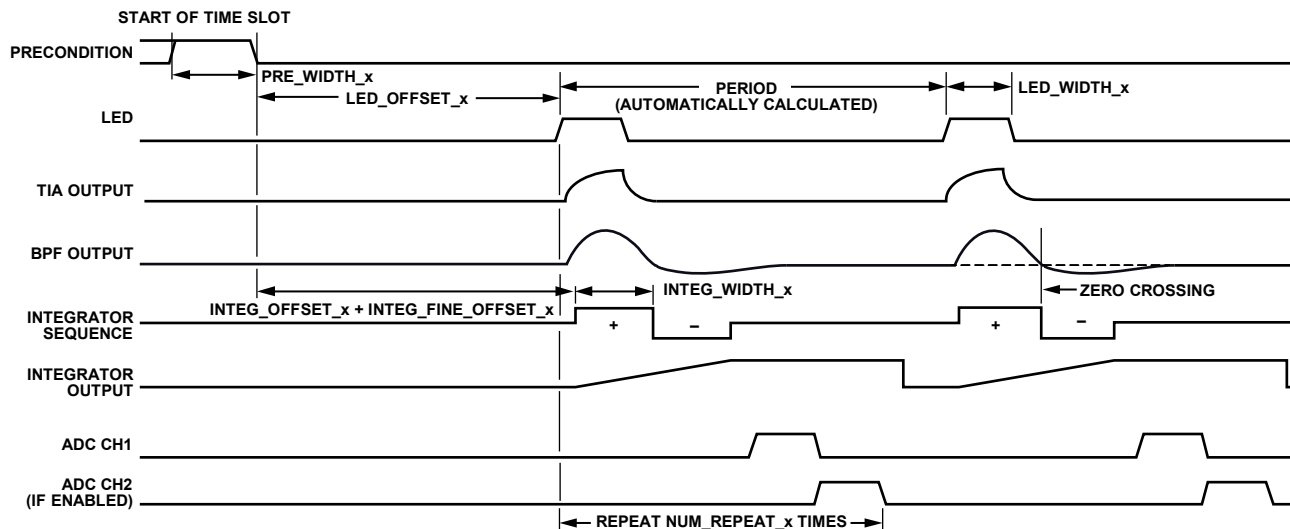 START OF TIME SLOT
PRECONDITION
PRE_WIDTH_x
LED_OFFSET_x
PERIOD
(AUTOMATICALLY CALCULATED)
LED_WIDTH_x
LED
TIA OUTPUT
BPF OUTPUT
INTEG_OFFSET_x + INTEG_FINE_OFFSET_x
INTEG_WIDTH_x
ZERO CROSSING
INTEGRATOR
SEQUENCE
+
–
+
–
INTEGRATOR
OUTPUT
ADC CH1
ADC CH2
(IF ENABLED)
REPEAT NUM_REPEAT_x TIMES